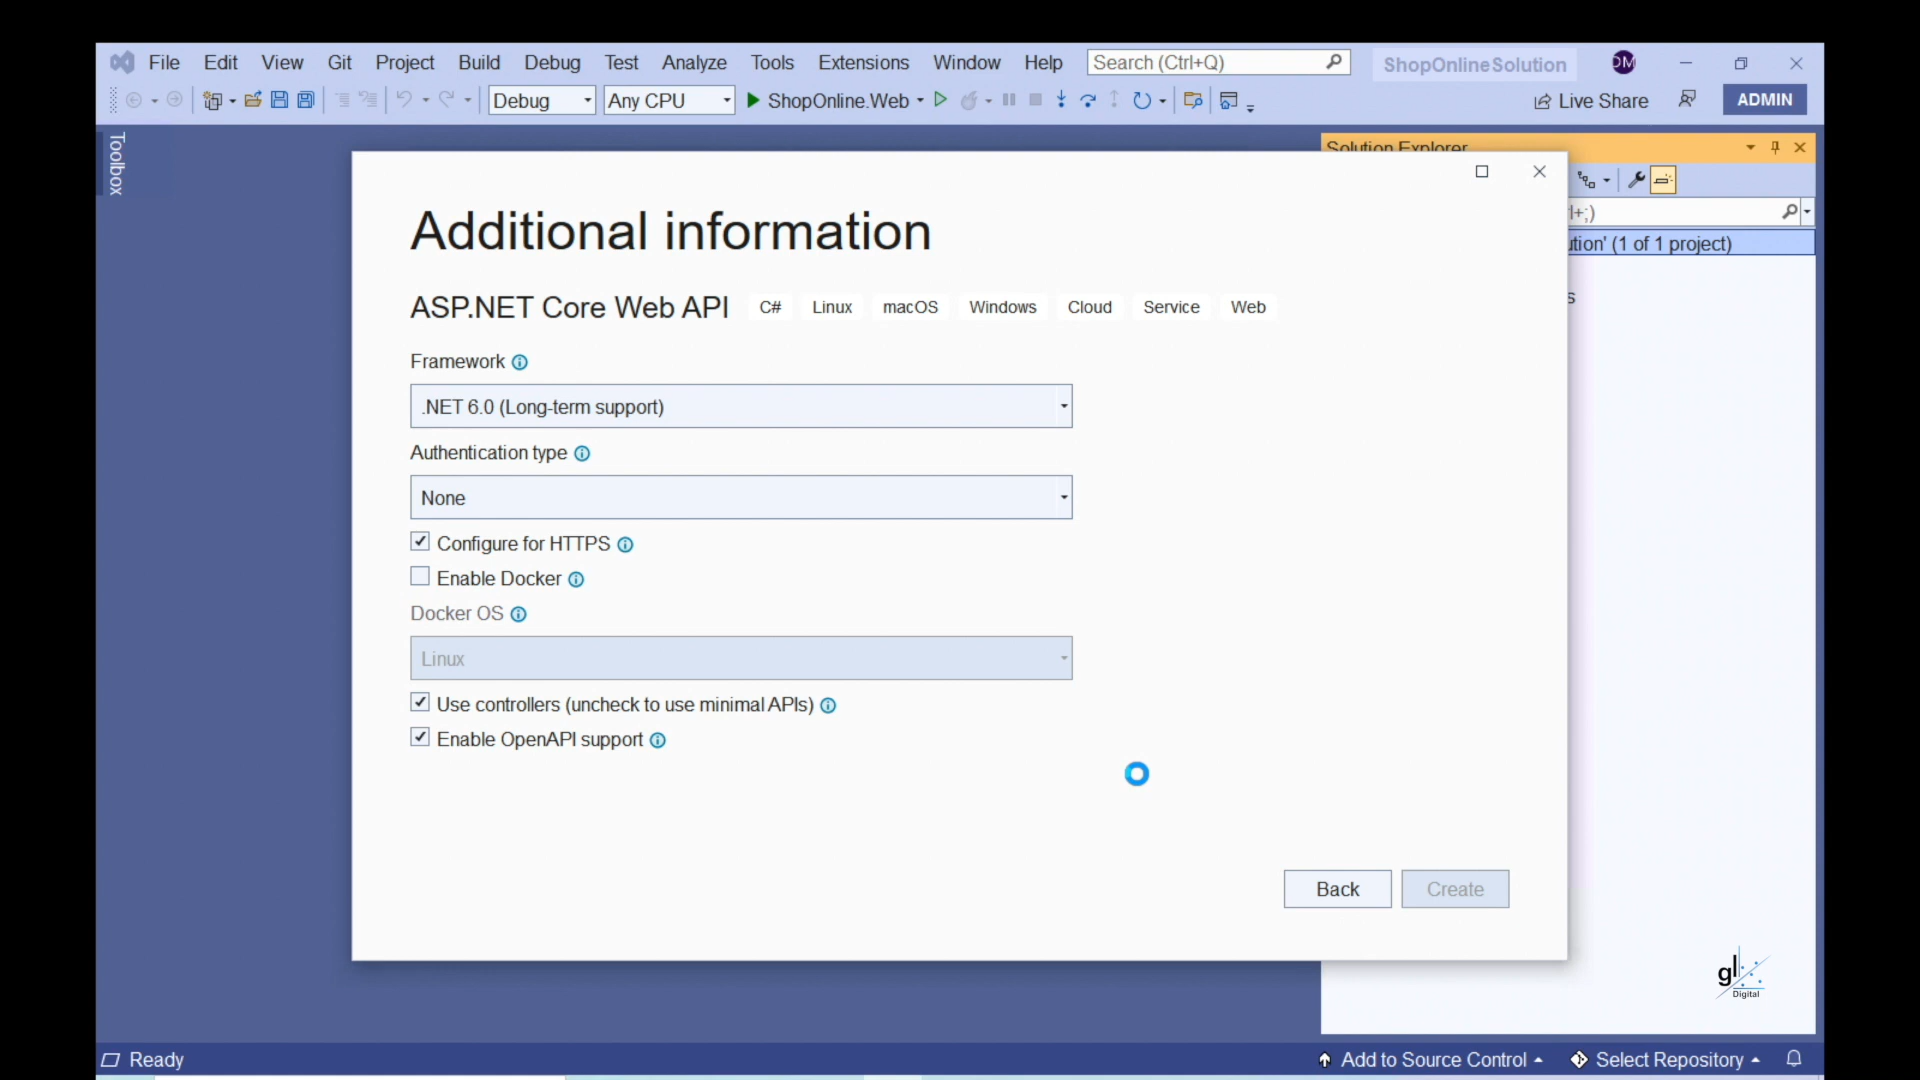 File Edit View Git Project Build Debug Test Analyze Tools Extensions Window Help Search (Ctrl+Q) ShopOnlineSolution DM
Debug Any CPU ShopOnline.Web Live Share ADMIN
Toolbox
Solution Explorer
l+;)
ution' (1 of 1 project)
s
Additional information
ASP.NET Core Web API C# Linux macOS Windows Cloud Service Web
Framework
.NET 6.0 (Long-term support)
Authentication type
None
Configure for HTTPS
Enable Docker
Docker OS
Linux
Use controllers (uncheck to use minimal APIs)
Enable OpenAPI support
Back Create
gl
Digital
Ready Add to Source Control Select Repository